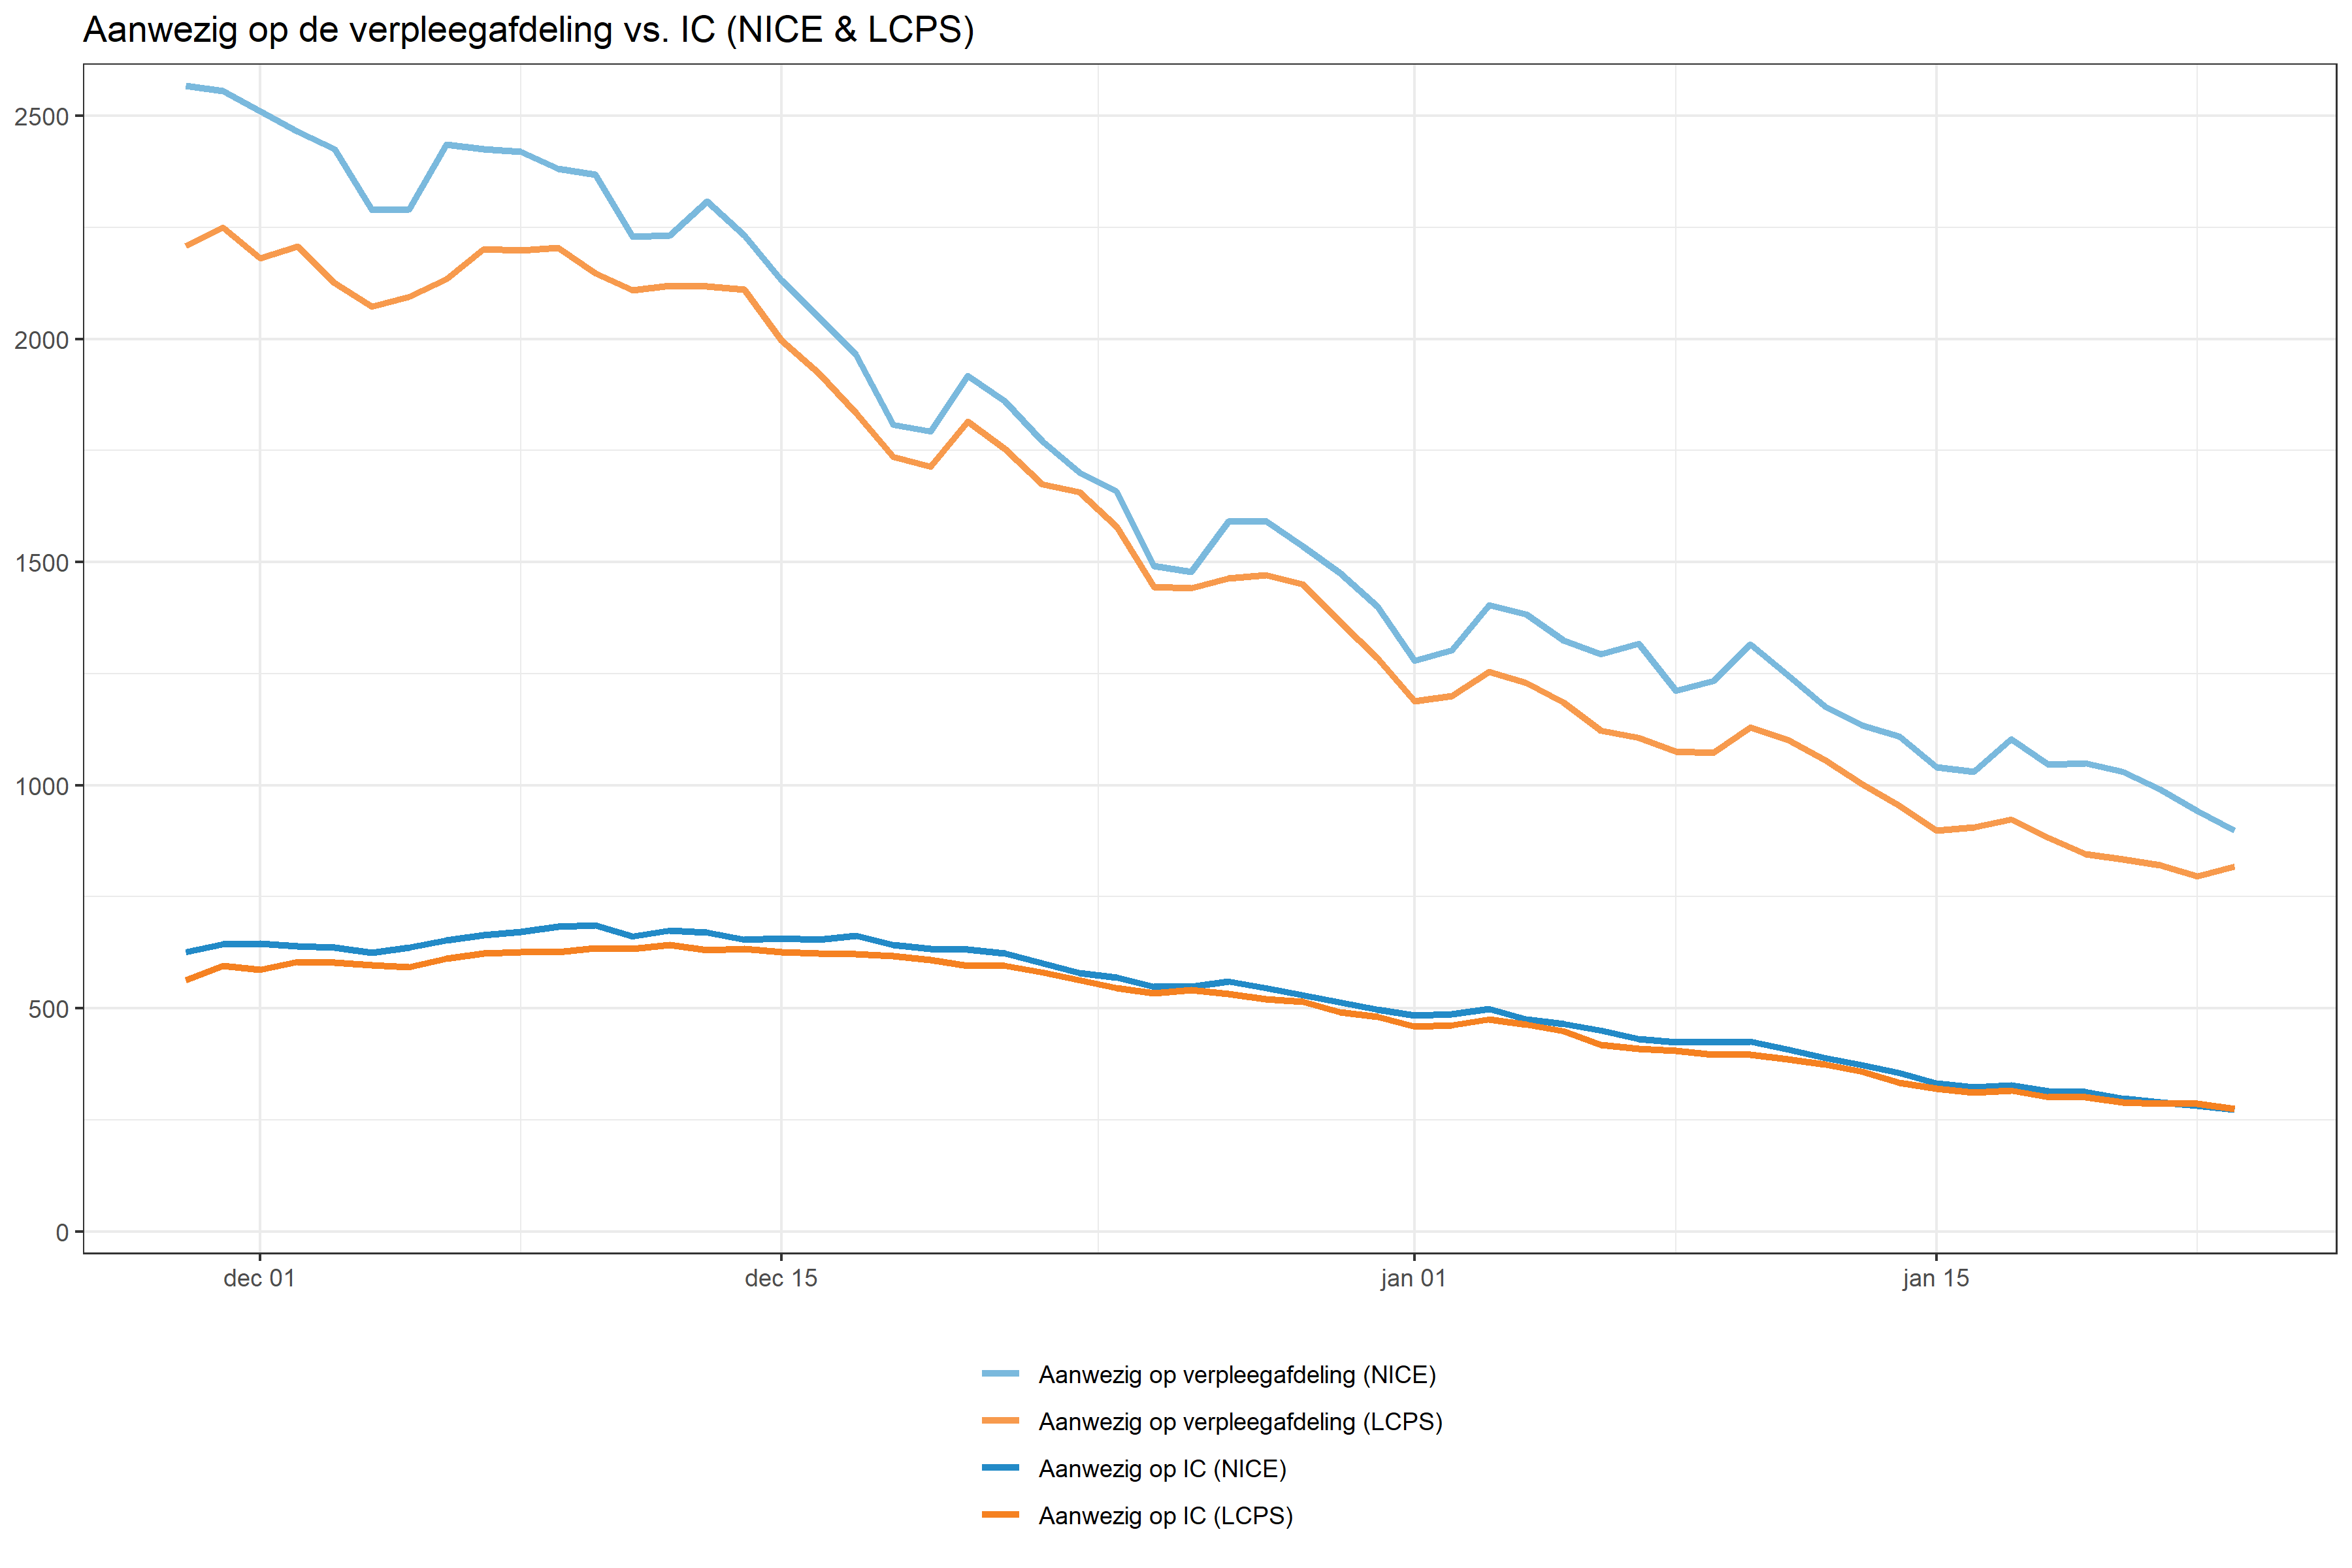 Aanwezig op de verpleegafdeling vs. IC (NICE & LCPS)
2500
2000
1500
1000
500
0
dec 01 dec 15 jan 01 jan 15
Aanwezig op verpleegafdeling (NICE)
Aanwezig op verpleegafdeling (LCPS)
Aanwezig op IC (NICE)
Aanwezig op IC (LCPS)